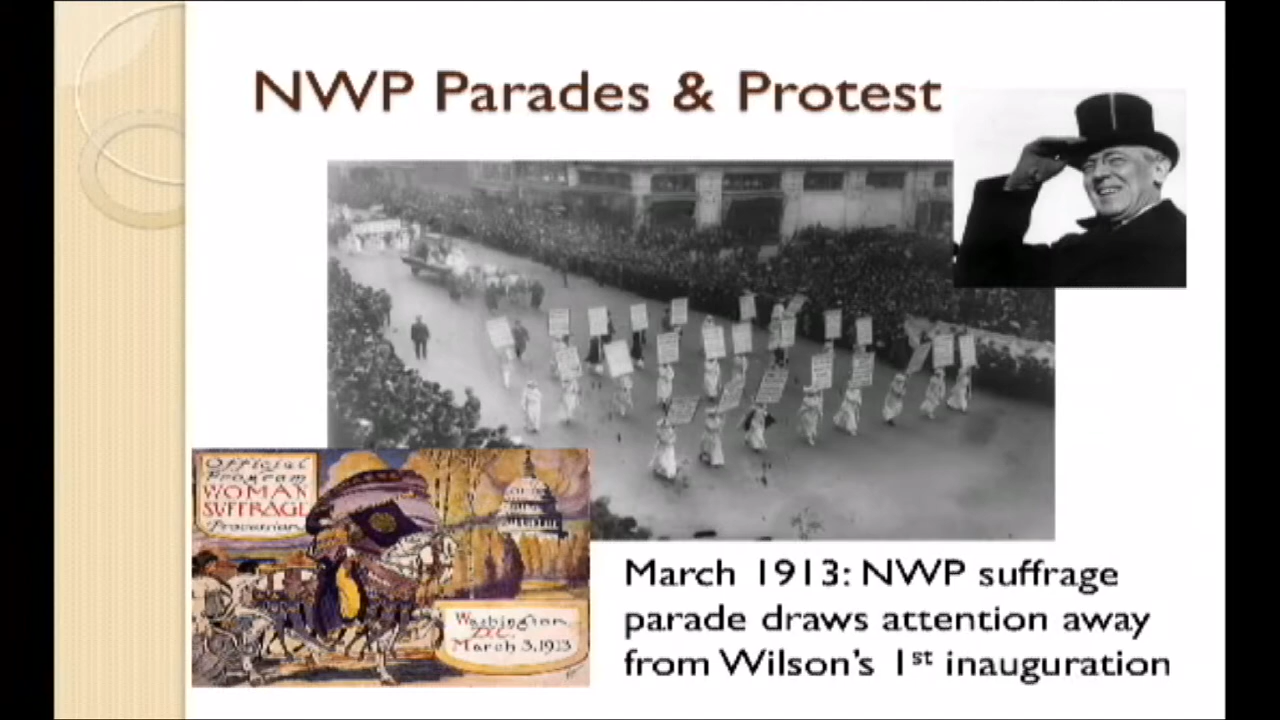 NWP Parades & Protest
Official
Program
WOMAN
SUFFRAGE
Procession
Washington
D.C.
March 3, 1913
March 1913: NWP suffrage
parade draws attention away
from Wilson's 1st inauguration